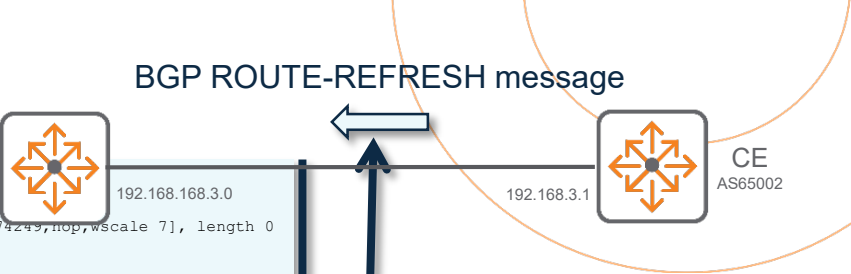 BGP ROUTE-REFRESH message
CE
AS65002
192.168.168.3.0
192.168.3.1
74249,nop,wscale 7], length 0